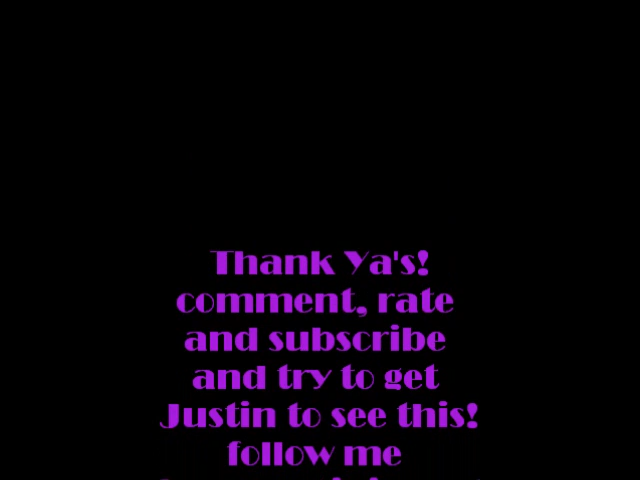 Thank Ya's!
comment, rate
and subscribe
and try to get
Justin to see this!
follow me